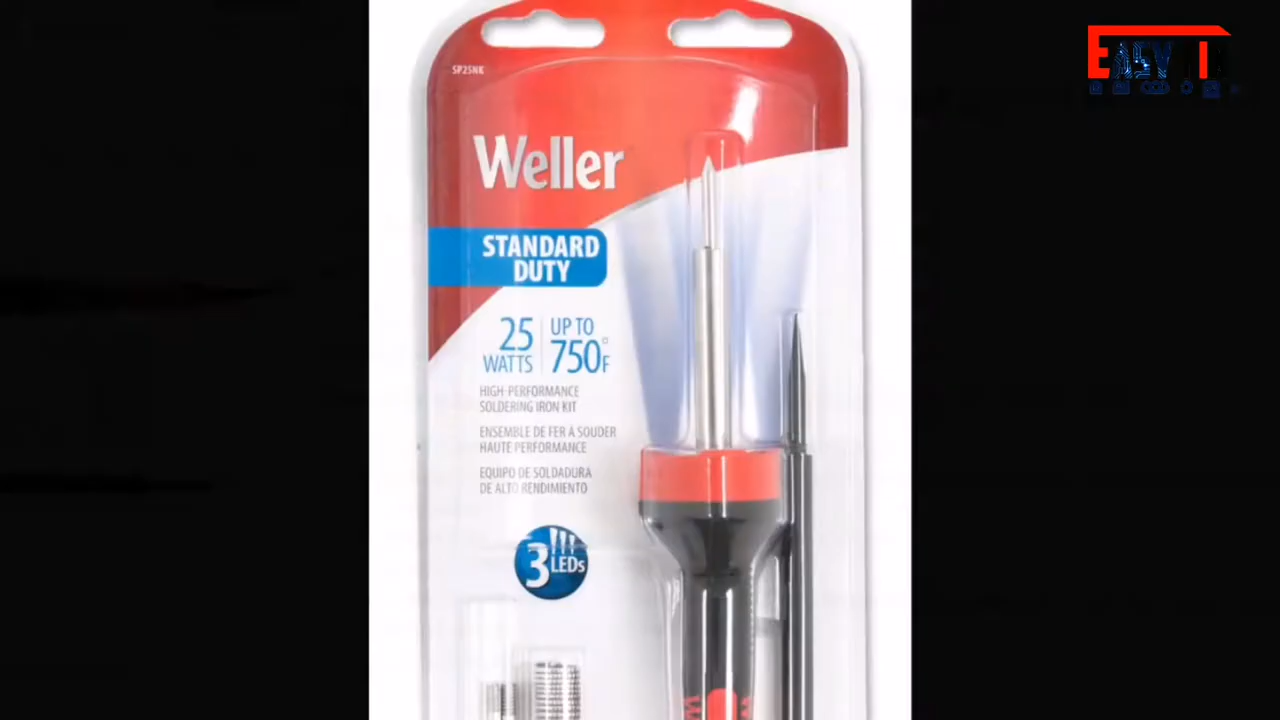 SP25NK
Weller
STANDARD
DUTY
25
WATTS
UP TO
750°F
HIGH-PERFORMANCE
SOLDERING IRON KIT
ENSEMBLE DE FER À SOUDER
HAUTE PERFORMANCE
EQUIPO DE SOLDADURA
DE ALTO RENDIMIENTO
3 LEDs